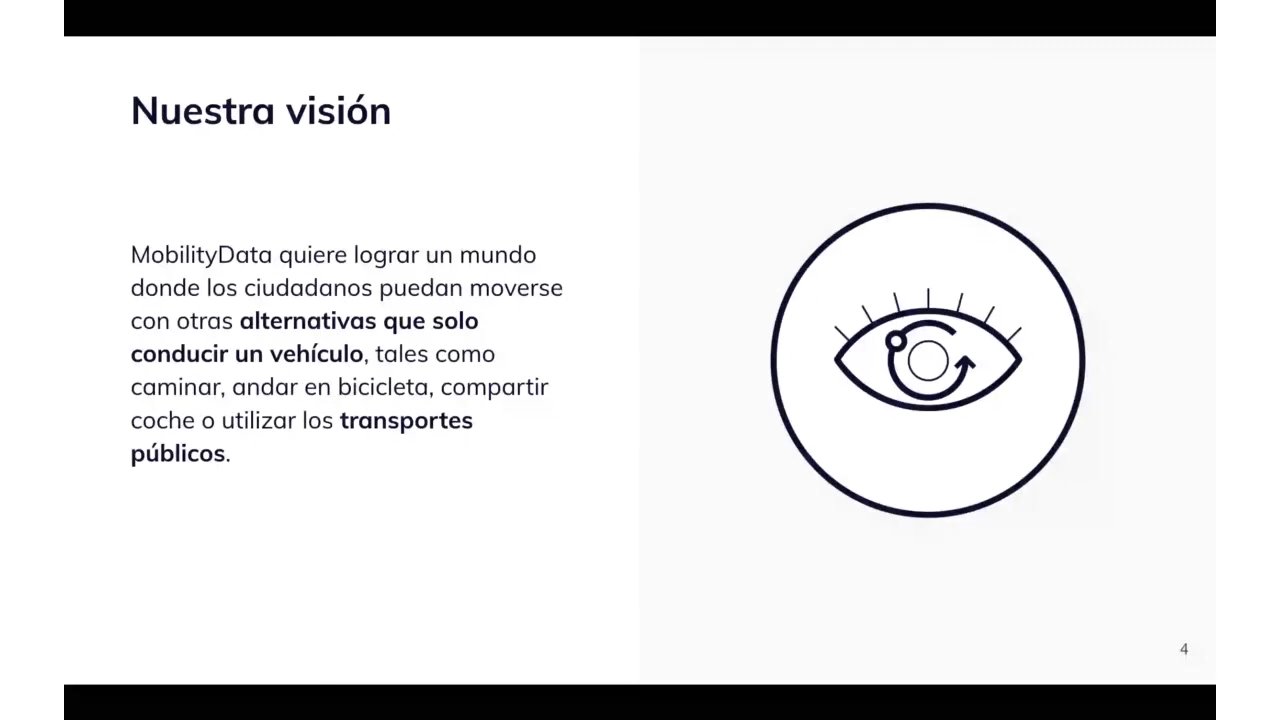 Nuestra visión
MobilityData quiere lograr un mundo
donde los ciudadanos puedan moverse
con otras alternativas que solo
conducir un vehículo, tales como
caminar, andar en bicicleta, compartir
coche o utilizar los transportes
públicos.
4